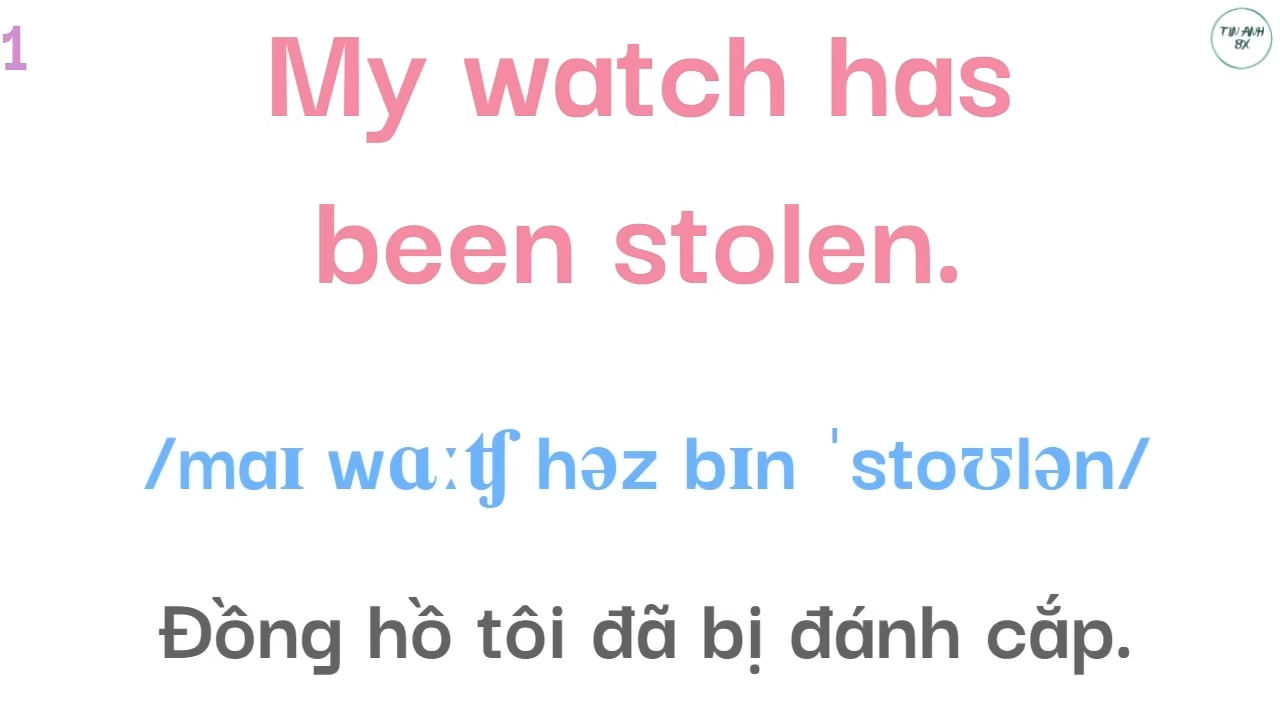 1
TIN ANH
8X
My watch has
been stolen.
/maɪ wɑːʧ həz bɪn ˈstoʊlən/
Đồng hồ tôi đã bị đánh cắp.